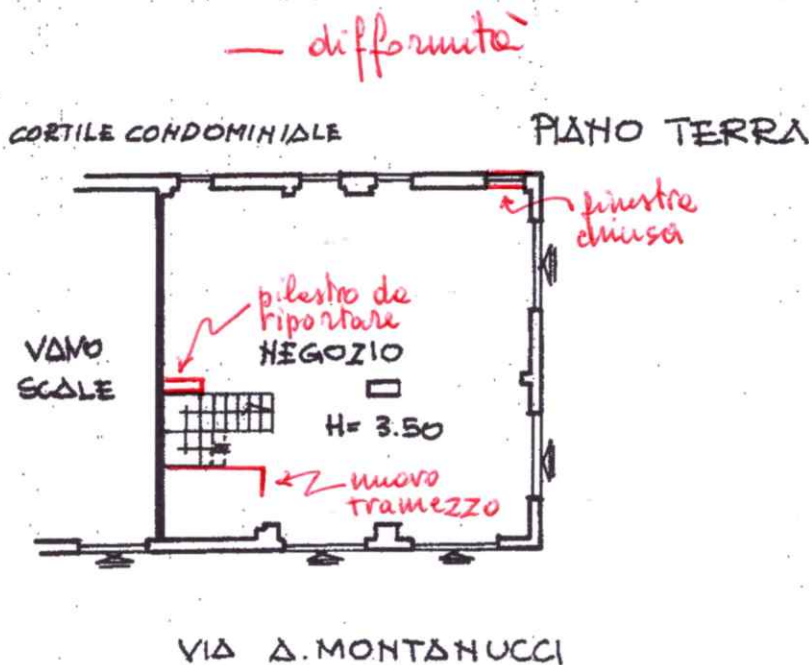 — difformità
CORTILE CONDOMINIALE
PIANO TERRA
finestra
chiusa
pilastro da
riportare
VANO
SCALE
NEGOZIO
H= 3.50
nuovo
tramezzo
VIA A. MONTANUCCI